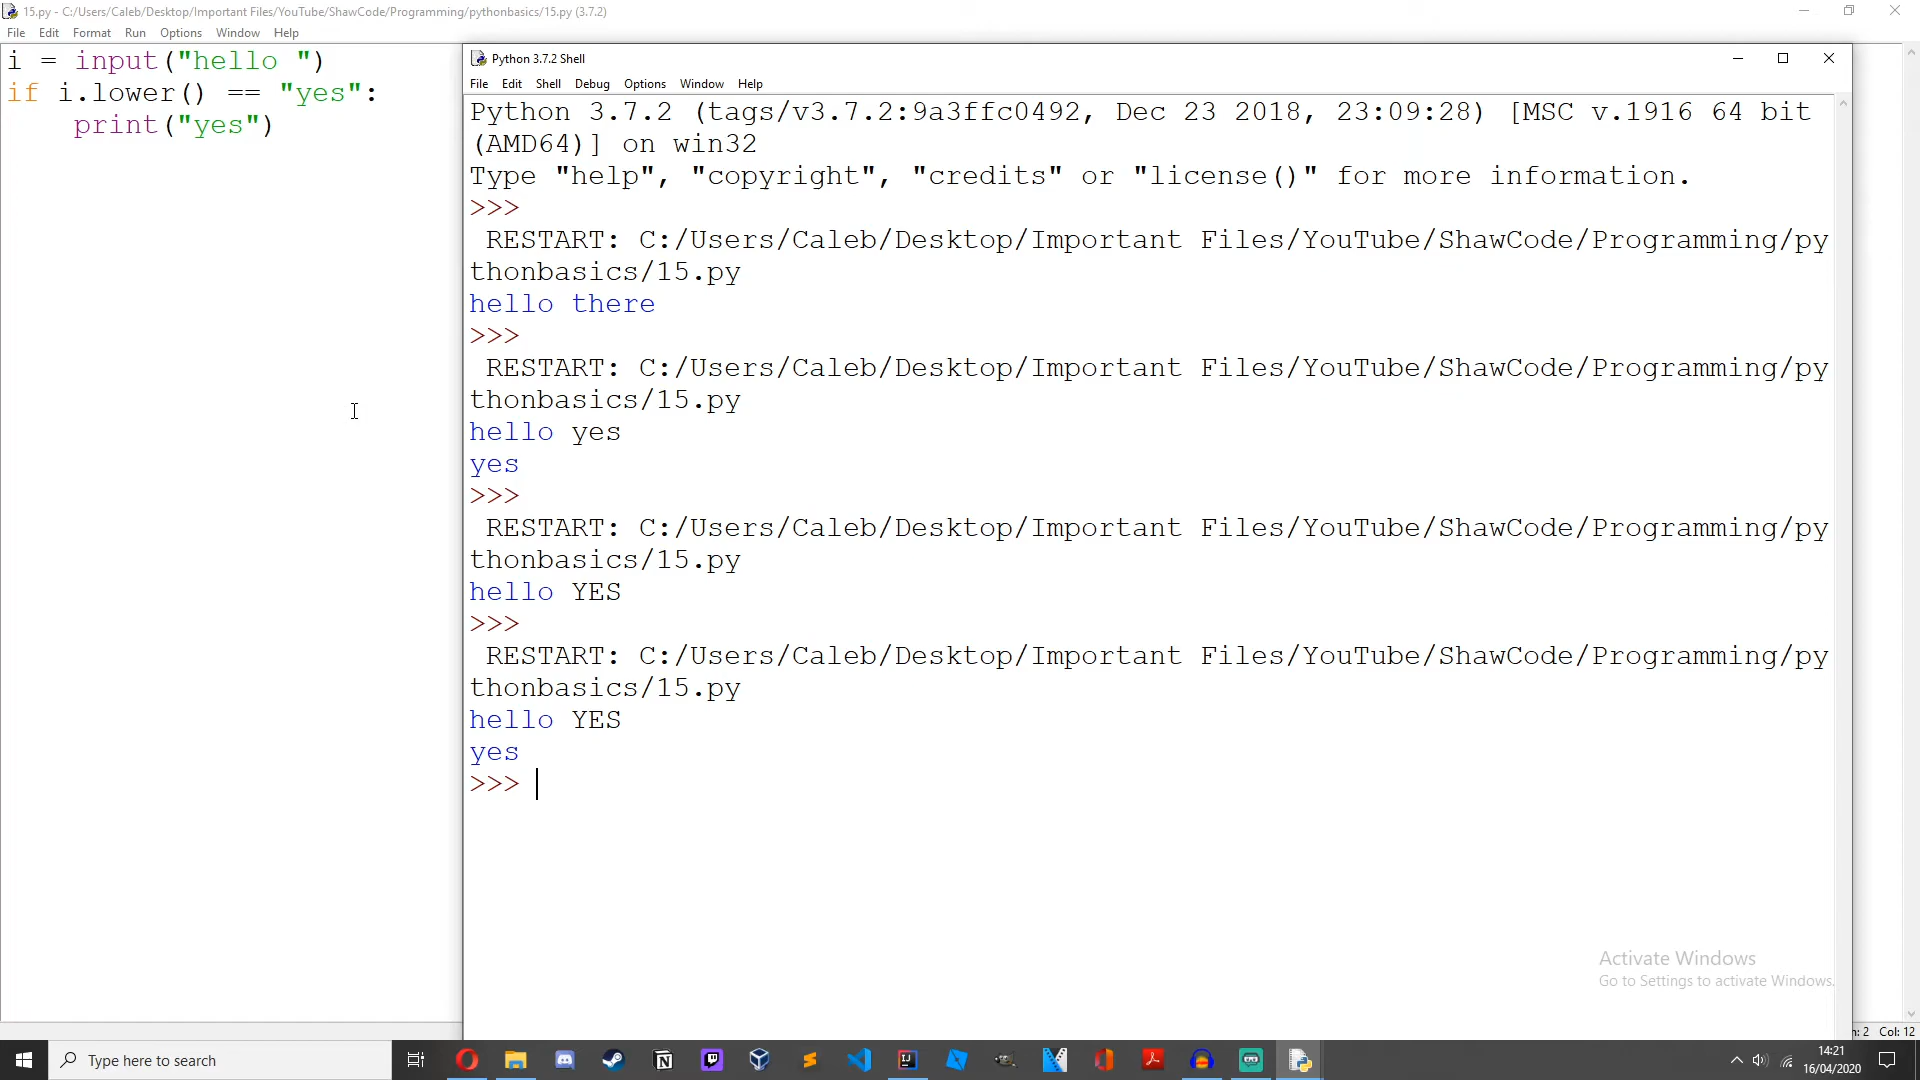 15.py - C:/Users/Caleb/Desktop/Important Files/YouTube/ShawCode/Programming/pythonbasics/15.py (3.7.2)
File Edit Format Run Options Window Help
i = input("hello ")
if i.lower() == "yes":
    print("yes")
Python 3.7.2 Shell
File Edit Shell Debug Options Window Help
Python 3.7.2 (tags/v3.7.2:9a3ffc0492, Dec 23 2018, 23:09:28) [MSC v.1916 64 bit
(AMD64)] on win32
Type "help", "copyright", "credits" or "license()" for more information.
>>>
 RESTART: C:/Users/Caleb/Desktop/Important Files/YouTube/ShawCode/Programming/py
thonbasics/15.py
hello there
>>>
 RESTART: C:/Users/Caleb/Desktop/Important Files/YouTube/ShawCode/Programming/py
thonbasics/15.py
hello yes
yes
>>>
 RESTART: C:/Users/Caleb/Desktop/Important Files/YouTube/ShawCode/Programming/py
thonbasics/15.py
hello YES
>>>
 RESTART: C:/Users/Caleb/Desktop/Important Files/YouTube/ShawCode/Programming/py
thonbasics/15.py
hello YES
yes
>>>
Activate Windows
Go to Settings to activate Windows.
n: 2 Col: 12
Type here to search
14:21
16/04/2020